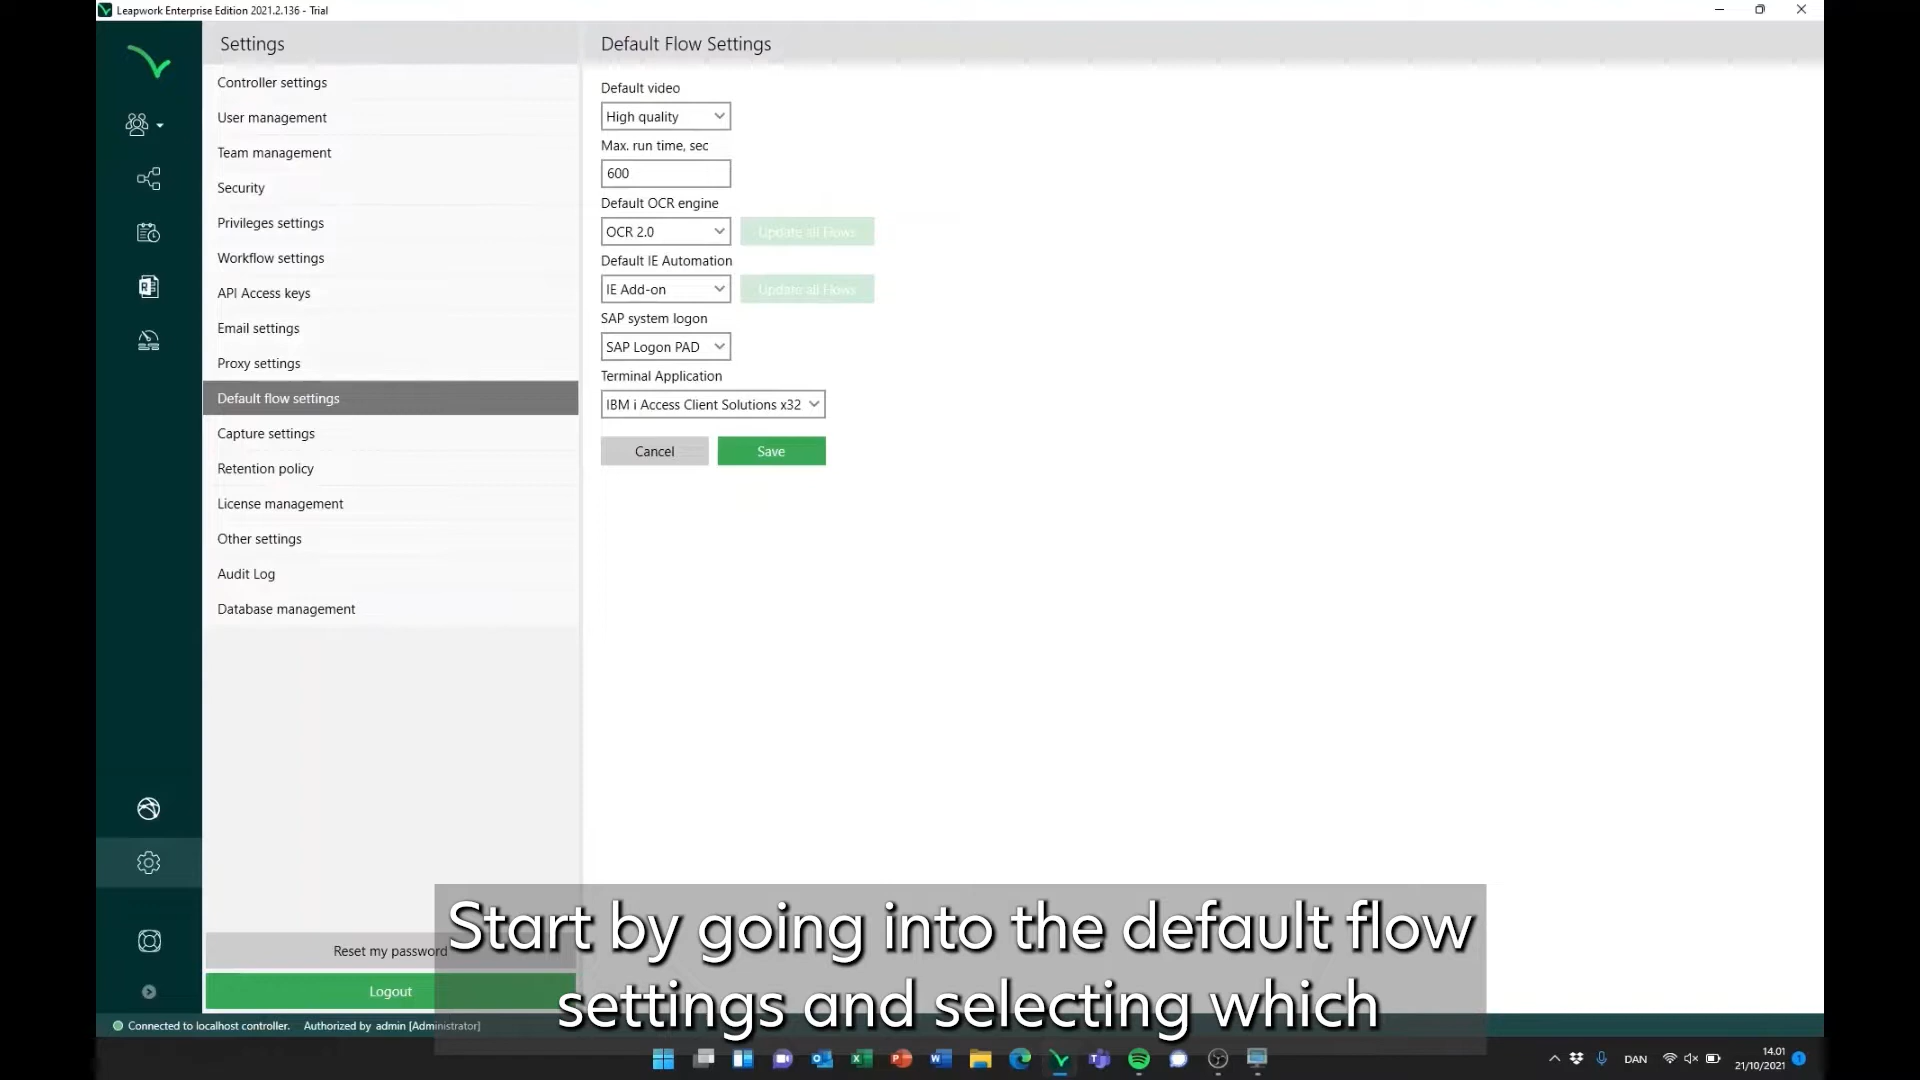 Leapwork Enterprise Edition 2021.2.136 - Trial
Settings
Controller settings
User management
Team management
Security
Privileges settings
Workflow settings
API Access keys
Email settings
Proxy settings
Default flow settings
Capture settings
Retention policy
License management
Other settings
Audit Log
Database management
Reset my password
Logout
Default Flow Settings
Default video
High quality
Max. run time, sec
600
Default OCR engine
OCR 2.0 Update all Flows
Default IE Automation
IE Add-on Update all Flows
SAP system logon
SAP Logon PAD
Terminal Application
IBM i Access Client Solutions x32
Cancel Save
Start by going into the default flow
settings and selecting which
Connected to localhost controller. Authorized by admin [Administrator]
DAN
14.01
21/10/2021
1